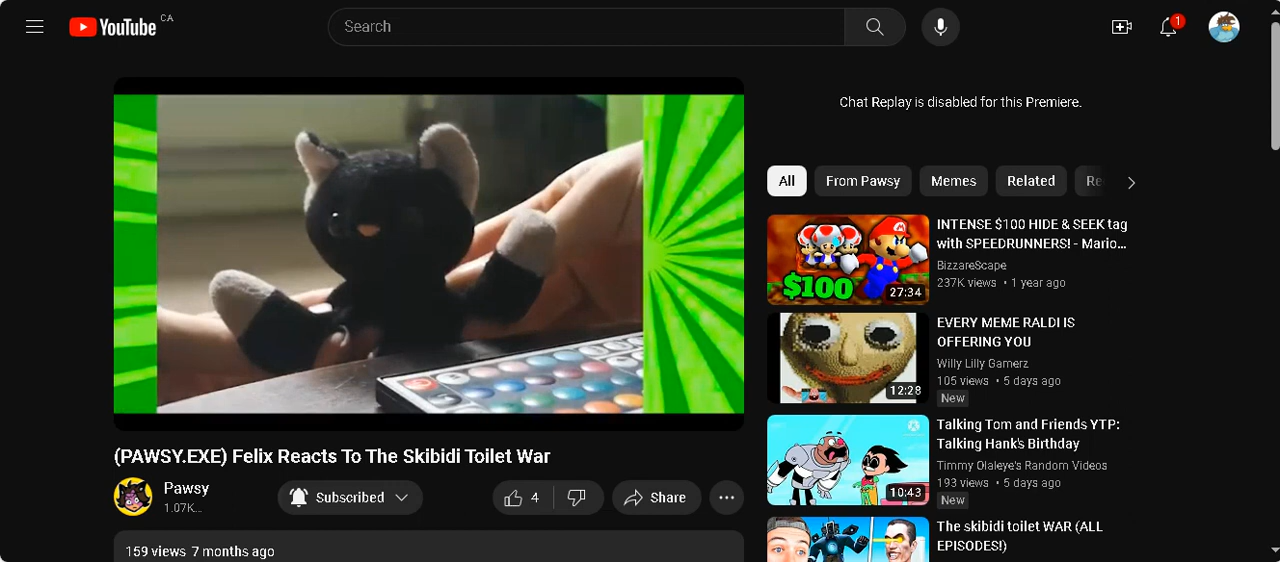 YouTube CA
Search
1
Chat Replay is disabled for this Premiere.
All
From Pawsy
Memes
Related
Re
INTENSE $100 HIDE & SEEK tag
with SPEEDRUNNERS! - Mario...
BizzareScape
237K views • 1 year ago
$100
27:34
EVERY MEME RALDI IS
OFFERING YOU
Willy Lilly Gamerz
105 views • 5 days ago
New
12:28
Talking Tom and Friends YTP:
Talking Hank's Birthday
Timmy Olaleye's Random Videos
193 views • 5 days ago
New
10:43
The skibidi toilet WAR (ALL
EPISODES!)
(PAWSY.EXE) Felix Reacts To The Skibidi Toilet War
Pawsy
1.07K...
Subscribed
4
Share
159 views 7 months ago